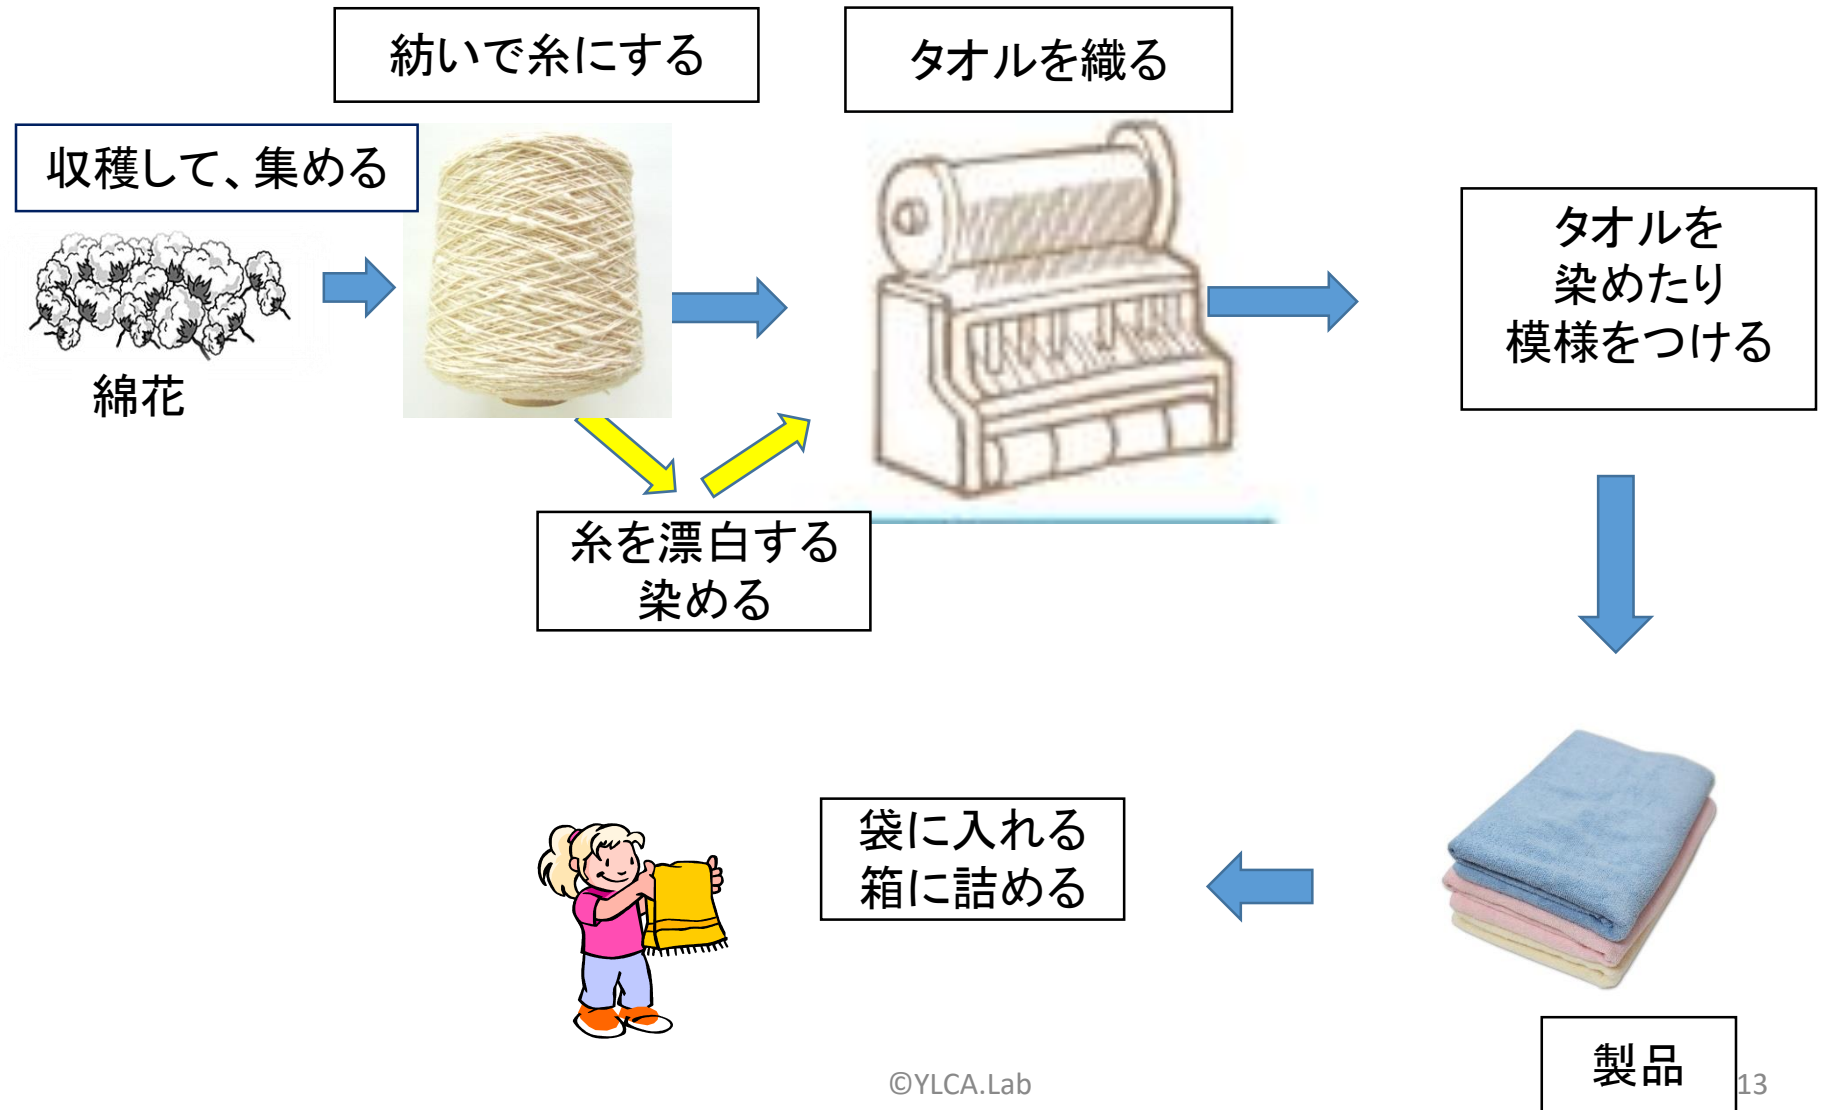 紡いで糸にする
タオルを織る
収穫して、集める
タオルを
染めたり
模様をつける
綿花
糸を漂白する
染める
袋に入れる
箱に詰める
製品
©YLCA.Lab
13